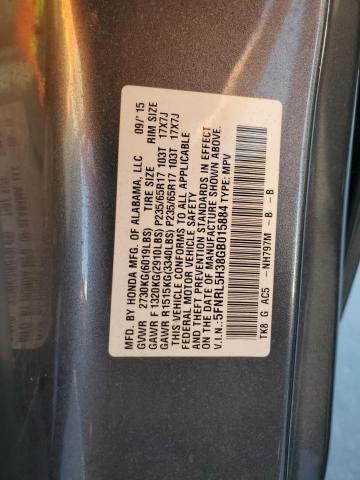 MFD. BY HONDA MFG. OF ALABAMA, LLC 09/ 15
GVWR 2730KG(6019LBS) TIRE SIZE RIM SIZE
GAWR F 1320KG(2910LBS) P235/65R17 103T 17X7J
GAWR R 1515KG(3340LBS) P235/65R17 103T 17X7J
THIS VEHICLE CONFORMS TO ALL APPLICABLE
FEDERAL MOTOR VEHICLE SAFETY
AND THEFT PREVENTION STANDARDS IN EFFECT
ON THE DATE OF MANUFACTURE SHOWN ABOVE.
V.I.N.: 5FNRL5H38GB015884 TYPE: MPV
TK8 G AC5 -NH797M -B -B